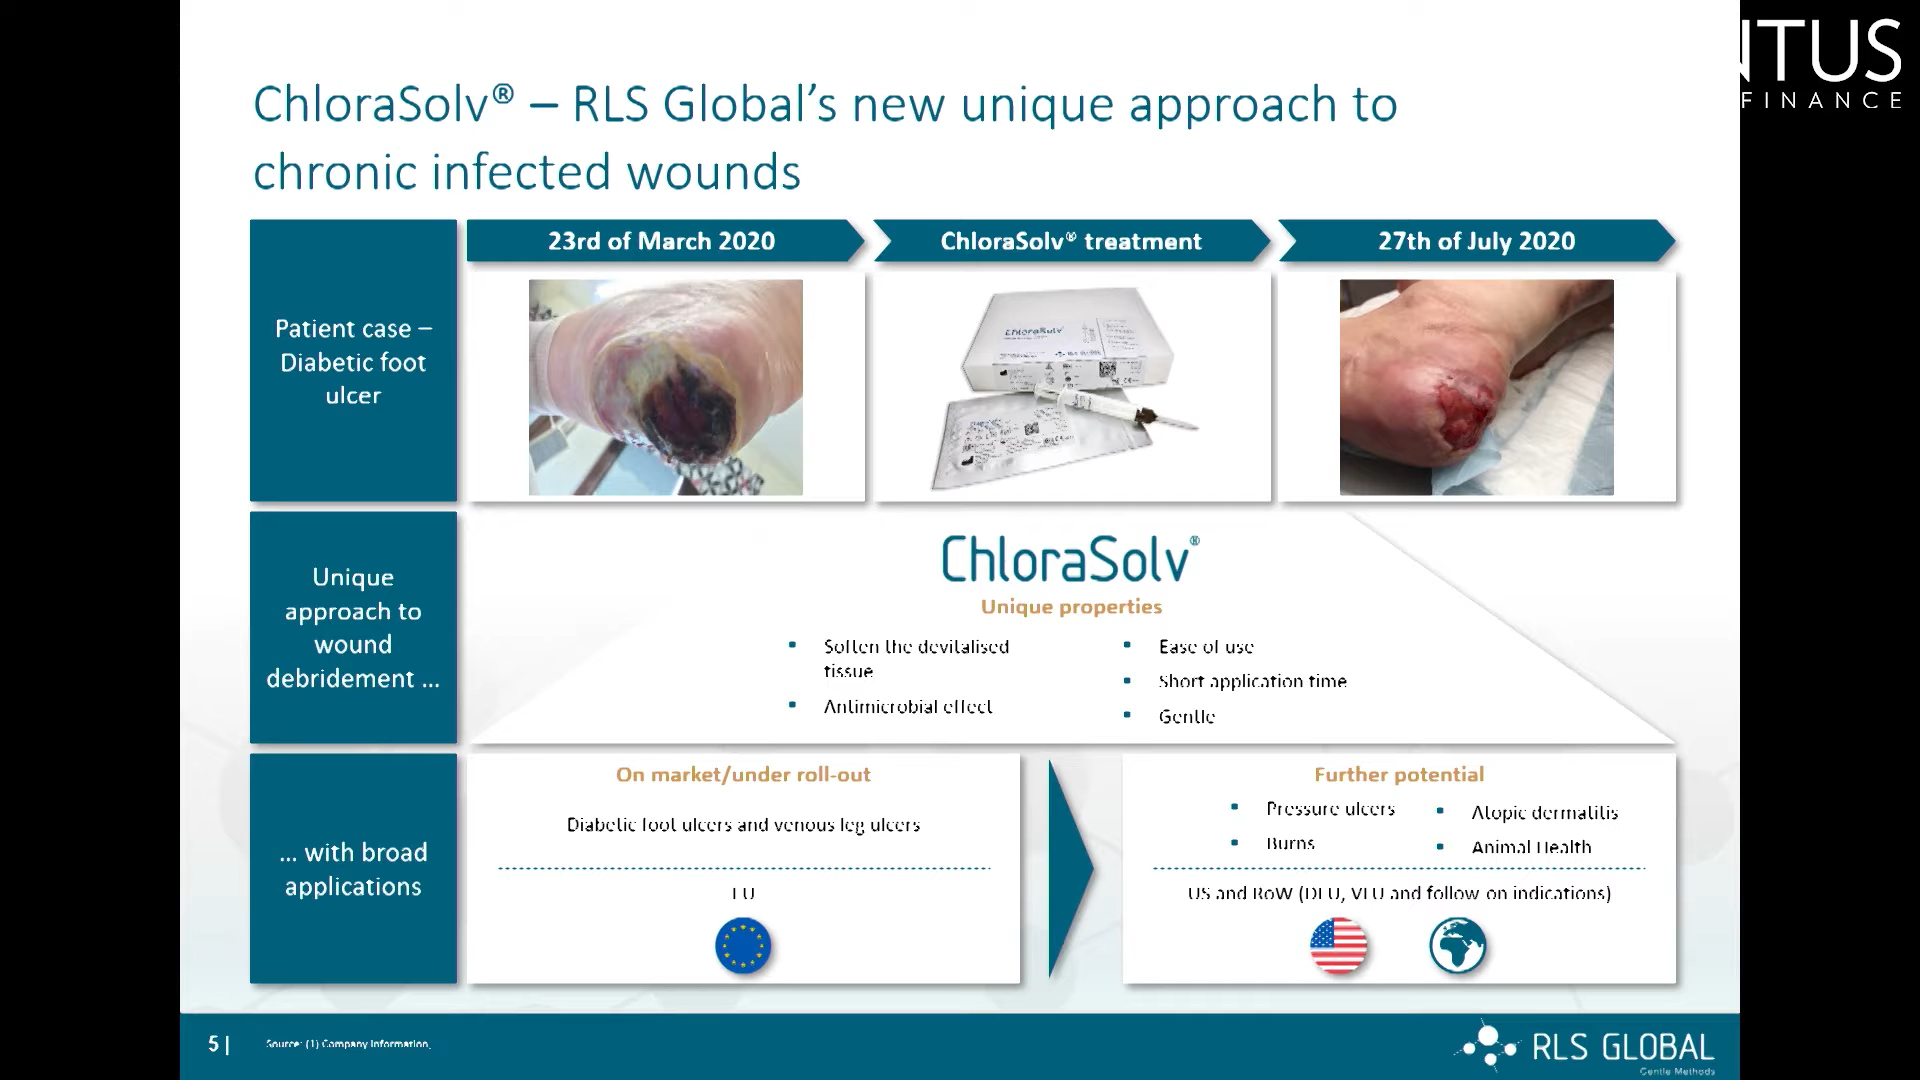 NTUS
FINANCE
ChloraSolv® – RLS Global’s new unique approach to
chronic infected wounds
Patient case –
Diabetic foot
ulcer
23rd of March 2020
ChloraSolv® treatment
27th of July 2020
ChloraSolv
RLS GLOBAL
Unique
approach to
wound
debridement ...
ChloraSolv®
Unique properties
▪ Soften the devitalised
tissue
▪ Antimicrobial effect
▪ Ease of use
▪ Short application time
▪ Gentle
... with broad
applications
On market/under roll-out
Diabetic foot ulcers and venous leg ulcers
EU
Further potential
▪ Pressure ulcers
▪ Burns
▪ Atopic dermatitis
▪ Animal Health
US and RoW (DFU, VLU and follow on indications)
5 |
Source: (1) Company information.
RLS GLOBAL
Gentle Methods